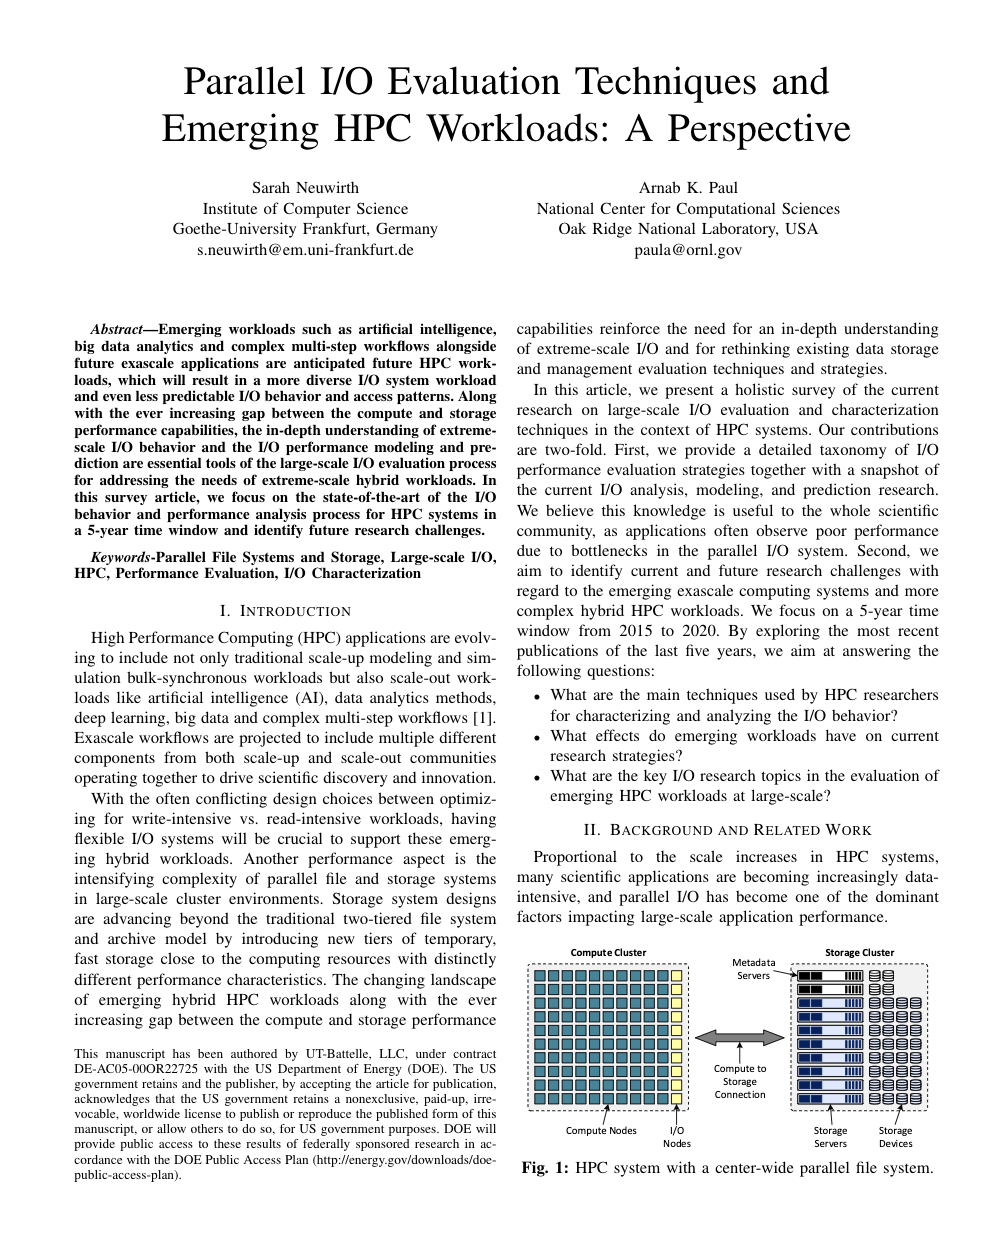 Parallel I/O Evaluation Techniques and
Emerging HPC Workloads: A Perspective
Sarah Neuwirth
Institute of Computer Science
Goethe-University Frankfurt, Germany
s.neuwirth@em.uni-frankfurt.de
Arnab K. Paul
National Center for Computational Sciences
Oak Ridge National Laboratory, USA
paula@ornl.gov
Abstract—Emerging workloads such as artificial intelligence,
big data analytics and complex multi-step workflows alongside
future exascale applications are anticipated future HPC work-
loads, which will result in a more diverse I/O system workload
and even less predictable I/O behavior and access patterns. Along
with the ever increasing gap between the compute and storage
performance capabilities, the in-depth understanding of extreme-
scale I/O behavior and the I/O performance modeling and pre-
diction are essential tools of the large-scale I/O evaluation process
for addressing the needs of extreme-scale hybrid workloads. In
this survey article, we focus on the state-of-the-art of the I/O
behavior and performance analysis process for HPC systems in
a 5-year time window and identify future research challenges.
Keywords-Parallel File Systems and Storage, Large-scale I/O,
HPC, Performance Evaluation, I/O Characterization
I. INTRODUCTION
High Performance Computing (HPC) applications are evolv-
ing to include not only traditional scale-up modeling and sim-
ulation bulk-synchronous workloads but also scale-out work-
loads like artificial intelligence (AI), data analytics methods,
deep learning, big data and complex multi-step workflows [1].
Exascale workflows are projected to include multiple different
components from both scale-up and scale-out communities
operating together to drive scientific discovery and innovation.
With the often conflicting design choices between optimiz-
ing for write-intensive vs. read-intensive workloads, having
flexible I/O systems will be crucial to support these emerg-
ing hybrid workloads. Another performance aspect is the
intensifying complexity of parallel file and storage systems
in large-scale cluster environments. Storage system designs
are advancing beyond the traditional two-tiered file system
and archive model by introducing new tiers of temporary,
fast storage close to the computing resources with distinctly
different performance characteristics. The changing landscape
of emerging hybrid HPC workloads along with the ever
increasing gap between the compute and storage performance
This manuscript has been authored by UT-Battelle, LLC, under contract
DE-AC05-00OR22725 with the US Department of Energy (DOE). The US
government retains and the publisher, by accepting the article for publication,
acknowledges that the US government retains a nonexclusive, paid-up, irre-
vocable, worldwide license to publish or reproduce the published form of this
manuscript, or allow others to do so, for US government purposes. DOE will
provide public access to these results of federally sponsored research in ac-
cordance with the DOE Public Access Plan (http://energy.gov/downloads/doe-
public-access-plan).
capabilities reinforce the need for an in-depth understanding
of extreme-scale I/O and for rethinking existing data storage
and management evaluation techniques and strategies.
In this article, we present a holistic survey of the current
research on large-scale I/O evaluation and characterization
techniques in the context of HPC systems. Our contributions
are two-fold. First, we provide a detailed taxonomy of I/O
performance evaluation strategies together with a snapshot of
the current I/O analysis, modeling, and prediction research.
We believe this knowledge is useful to the whole scientific
community, as applications often observe poor performance
due to bottlenecks in the parallel I/O system. Second, we
aim to identify current and future research challenges with
regard to the emerging exascale computing systems and more
complex hybrid HPC workloads. We focus on a 5-year time
window from 2015 to 2020. By exploring the most recent
publications of the last five years, we aim at answering the
following questions:
• What are the main techniques used by HPC researchers
for characterizing and analyzing the I/O behavior?
• What effects do emerging workloads have on current
research strategies?
• What are the key I/O research topics in the evaluation of
emerging HPC workloads at large-scale?
II. BACKGROUND AND RELATED WORK
Proportional to the scale increases in HPC systems,
many scientific applications are becoming increasingly data-
intensive, and parallel I/O has become one of the dominant
factors impacting large-scale application performance.
Compute Cluster
Storage Cluster
Metadata
Servers
Compute to
Storage
Connection
Compute Nodes
I/O
Nodes
Storage
Servers
Storage
Devices
Fig. 1: HPC system with a center-wide parallel file system.